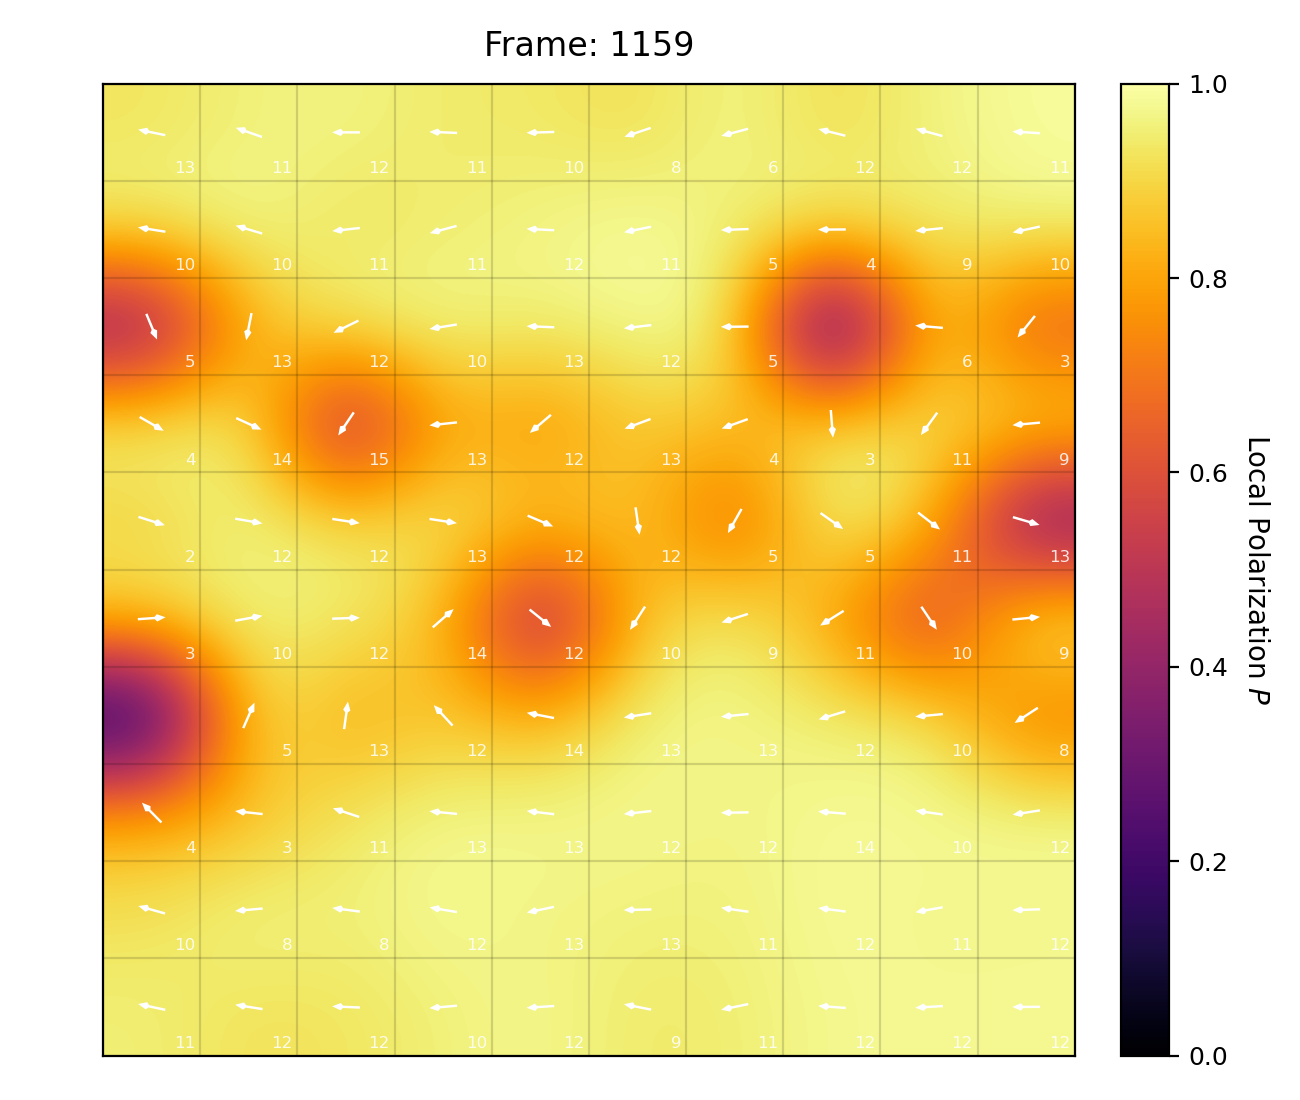 Frame: 1159
13 11 12 11 10 8 6 12 12 11
10 10 11 11 12 11 5 4 9 10
5 13 12 10 13 12 5 6 3
4 14 15 13 12 13 4 3 11 9
2 12 12 13 12 12 5 5 11 13
3 10 12 14 12 10 9 11 10 9
5 13 12 14 13 13 12 10 8
4 3 11 13 13 12 12 14 10 12
10 8 8 12 13 13 11 12 11 12
11 12 12 10 12 9 11 12 12 12
1.0
0.8
0.6
0.4
0.2
0.0
Local Polarization P